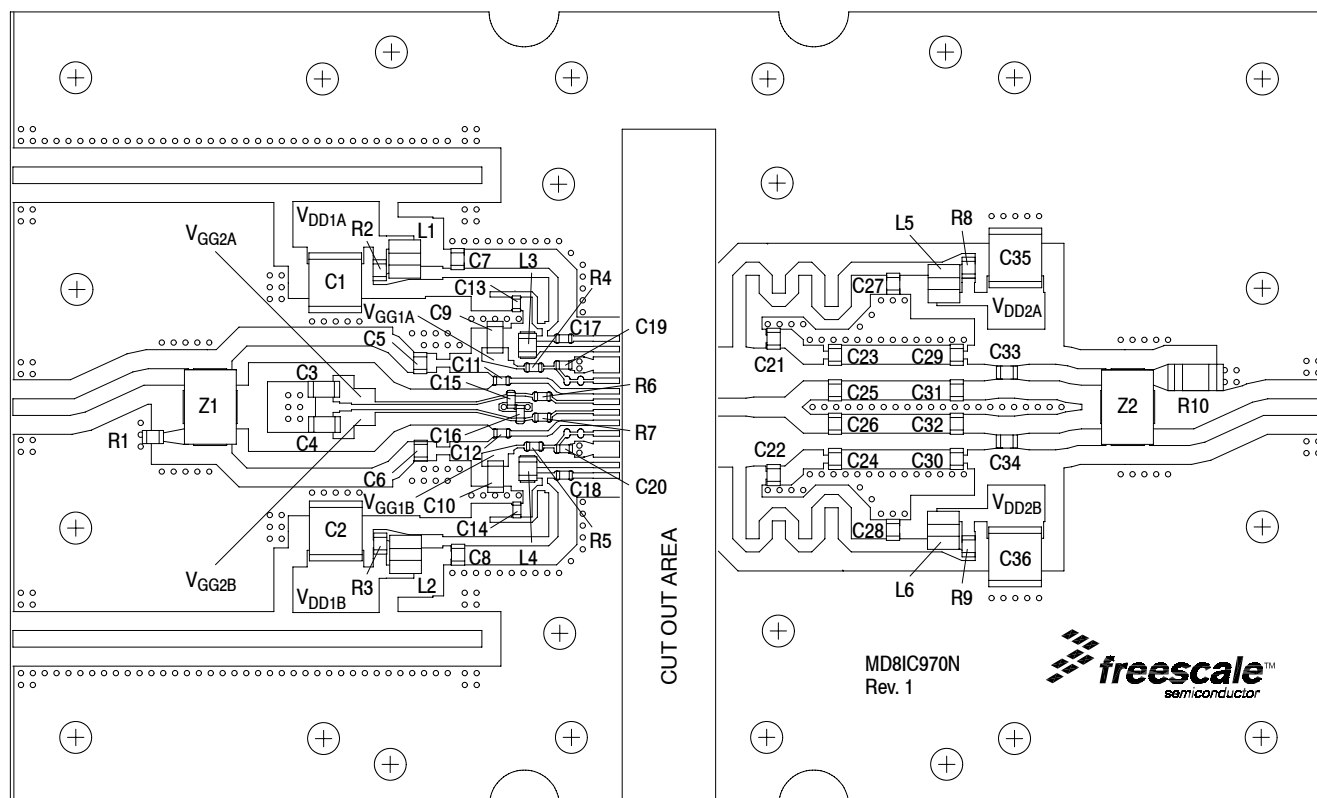 VDD1A
R2
L1
VGG2A
C1
C7
L3
R4
C13
VGG1A
C9
C17
C19
C5
C11
C3
C15
R6
Z1
R1
C4
C16
R7
C12
C6
C20
VGG1B
C10
C18
C14
R5
C2
L4
R3
C8
VGG2B
L2
VDD1B
CUT OUT AREA
L5
R8
C35
C27
VDD2A
C21
C23
C29
C33
C25
C31
Z2
R10
C26
C32
C22
C24
C30
C34
VDD2B
C28
C36
L6
R9
MD8IC970N
Rev. 1
freescale™
semiconductor